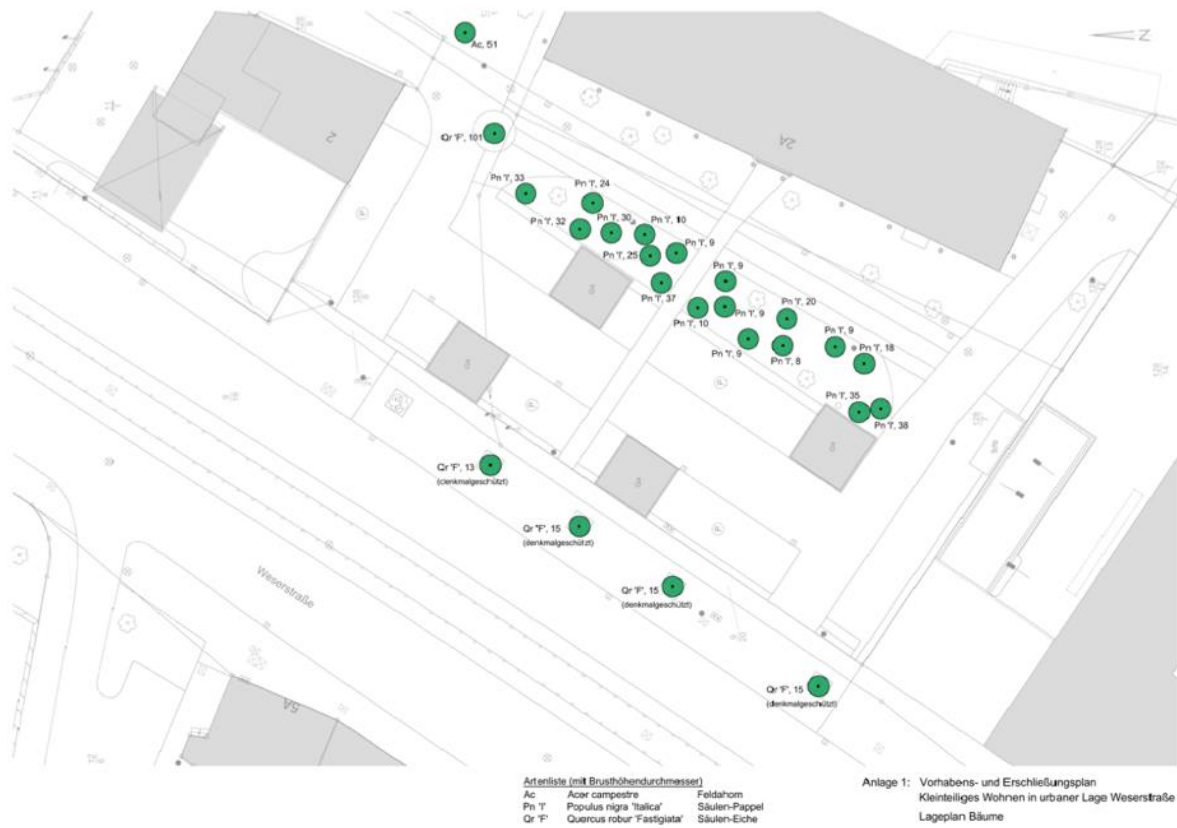 Ac, 51
Qr 'F', 101
Pn 'I', 33
Pn 'I', 24
Pn 'I', 32
Pn 'I', 30
Pn 'I', 10
Pn 'I', 25
Pn 'I', 9
Pn 'I', 37
Pn 'I', 9
Pn 'I', 10
Pn 'I', 9
Pn 'I', 20
Pn 'I', 9
Pn 'I', 8
Pn 'I', 9
Pn 'I', 18
Pn 'I', 35
Pn 'I', 38
2
2A
N
Qr 'F', 13
(denkmalgeschützt)
Qr 'F', 15
(denkmalgeschützt)
Qr 'F', 15
(denkmalgeschützt)
Qr 'F', 15
(denkmalgeschützt)
Weserstraße
5A
Artenliste (mit Brusthöhendurchmesser)
Ac Acer campestre Feldahorn
Pn 'I' Populus nigra 'Italica' Säulen-Pappel
Qr 'F' Quercus robur 'Fastigiata' Säulen-Eiche
Anlage 1: Vorhabens- und Erschließungsplan
Kleinteiliges Wohnen in urbaner Lage Weserstraße
Lageplan Bäume